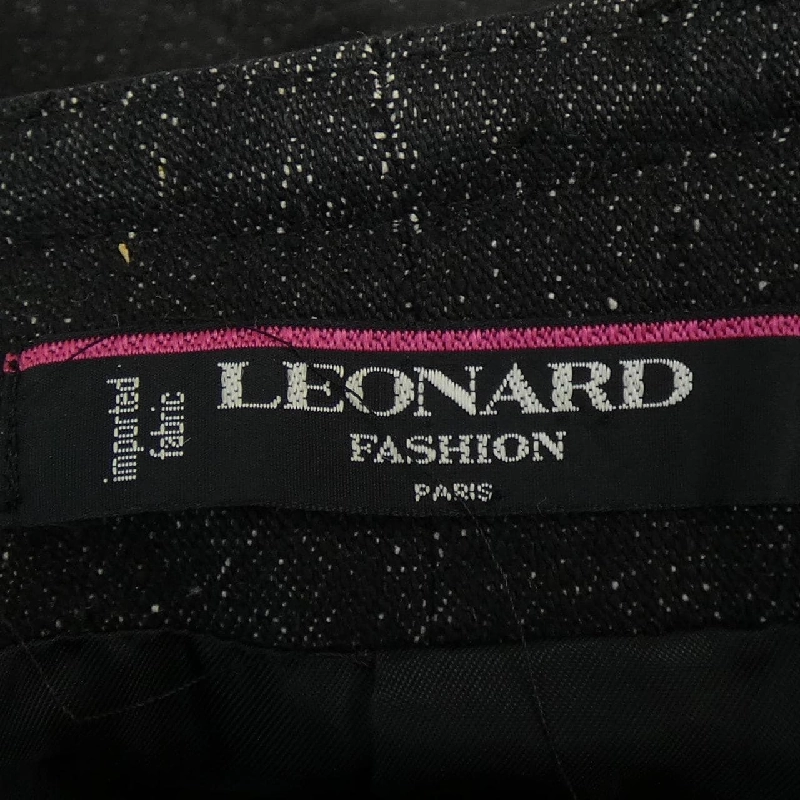 imported
fabric
LEONARD
FASHION
PARIS